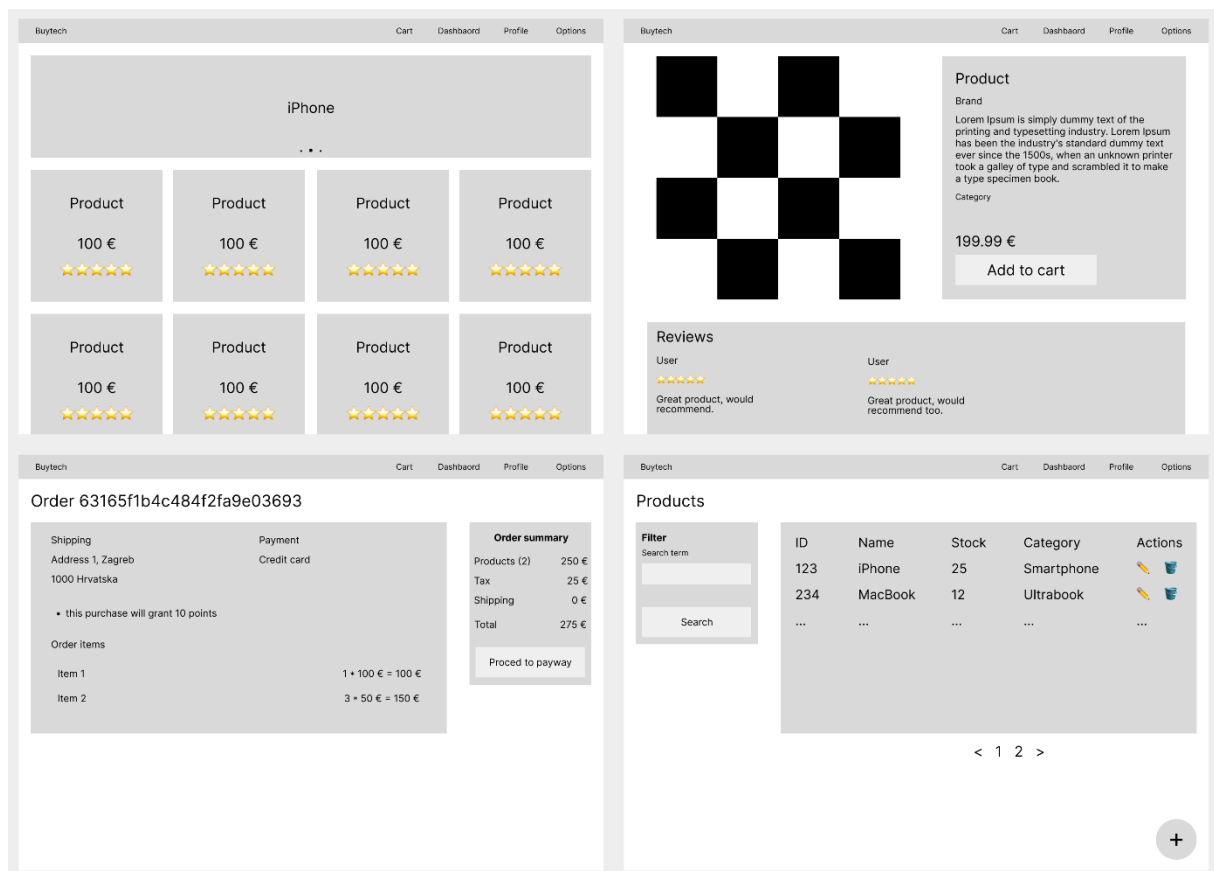 Buytech Cart Dashbaord Profile Options
iPhone
Product Product Product Product
100 € 100 € 100 € 100 €
⭐⭐⭐⭐⭐ ⭐⭐⭐⭐⭐ ⭐⭐⭐⭐⭐ ⭐⭐⭐⭐⭐
Product Product Product Product
100 € 100 € 100 € 100 €
⭐⭐⭐⭐⭐ ⭐⭐⭐⭐⭐ ⭐⭐⭐⭐⭐ ⭐⭐⭐⭐⭐
Buytech Cart Dashbaord Profile Options
Product
Brand
Lorem Ipsum is simply dummy text of the
printing and typesetting industry. Lorem Ipsum
has been the industry's standard dummy text
ever since the 1500s, when an unknown printer
took a galley of type and scrambled it to make
a type specimen book.
Category
199.99 €
Add to cart
Reviews
User
⭐⭐⭐⭐⭐
Great product, would
recommend.
User
⭐⭐⭐⭐⭐
Great product, would
recommend too.
Buytech Cart Dashbaord Profile Options
Order 63165f1b4c484f2fa9e03693
Shipping Payment
Address 1, Zagreb Credit card
1000 Hrvatska
• this purchase will grant 10 points
Order items
Item 1 1 * 100 € = 100 €
Item 2 3 * 50 € = 150 €
Order summary
Products (2) 250 €
Tax 25 €
Shipping 0 €
Total 275 €
Proced to payway
Buytech Cart Dashbaord Profile Options
Products
Filter
Search term
Search
ID Name Stock Category Actions
123 iPhone 25 Smartphone
234 MacBook 12 Ultrabook
... ... ... ... ...
< 1 2 >
+